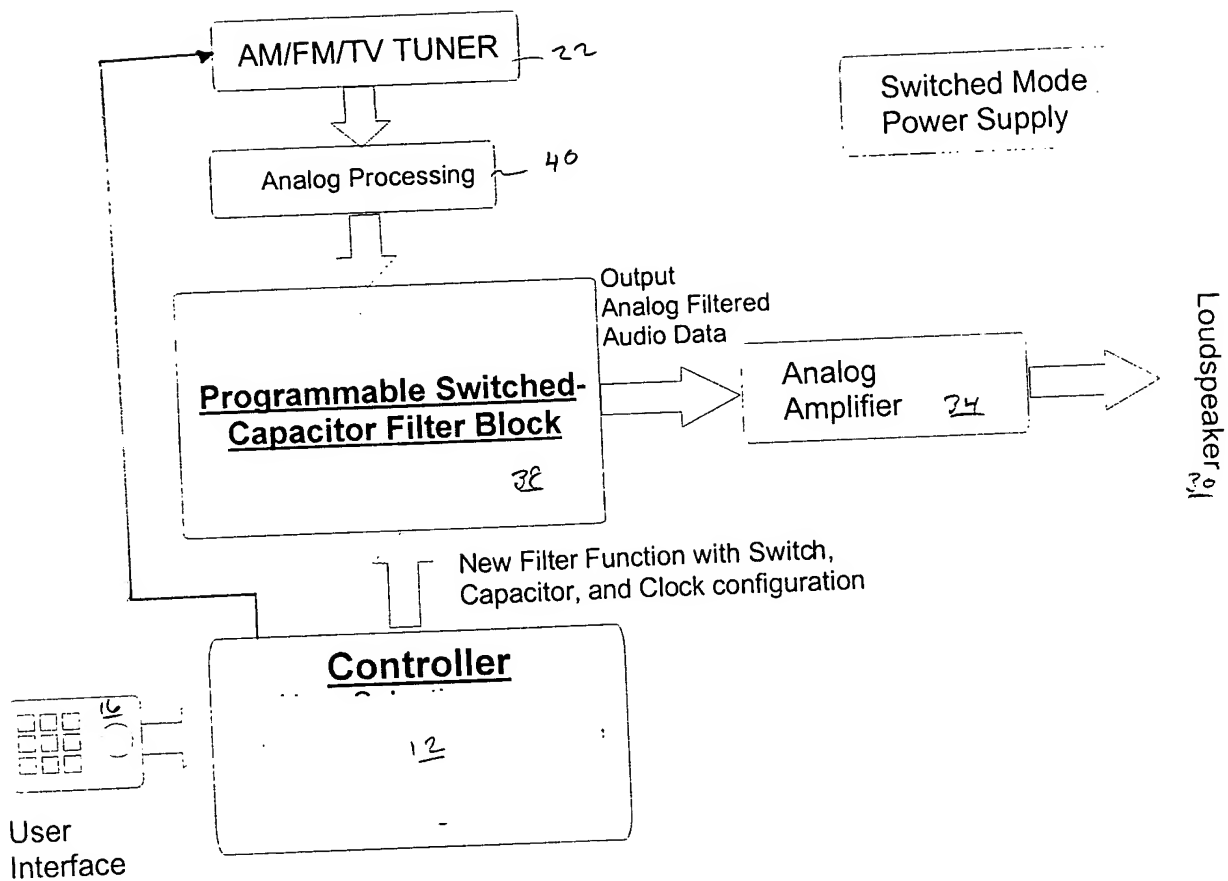 AM/FM/TV TUNER 22
Switched Mode
Power Supply
Analog Processing 40
Output
Analog Filtered
Audio Data
Programmable Switched-
Capacitor Filter Block
38
Analog
Amplifier 34
Loudspeaker
New Filter Function with Switch,
Capacitor, and Clock configuration
Controller
12
16
User
Interface